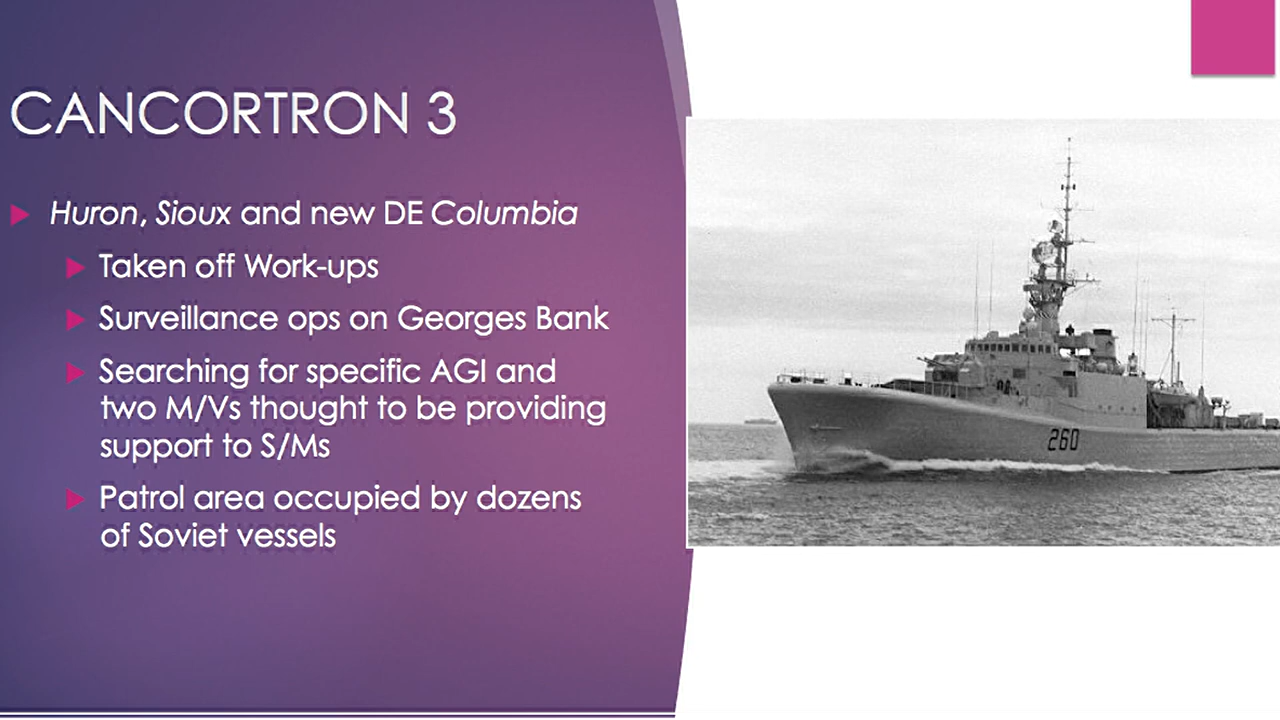 CANCORTRON 3
Huron, Sioux and new DE Columbia
Taken off Work-ups
Surveillance ops on Georges Bank
Searching for specific AGI and
two M/Vs thought to be providing
support to S/Ms
Patrol area occupied by dozens
of Soviet vessels
260